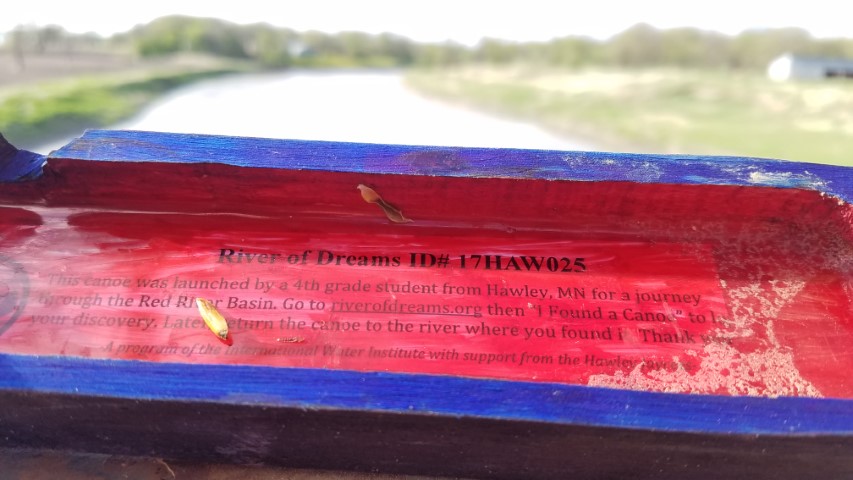 River of Dreams ID# 17HAW025
This canoe was launched by a 4th grade student from Hawley, MN for a journey
through the Red River Basin. Go to riverofdreams.org then "I Found a Canoe" to
your discovery. Later return the canoe to the river where you found Thank
A program of the International Water Institute with support from the Hawley